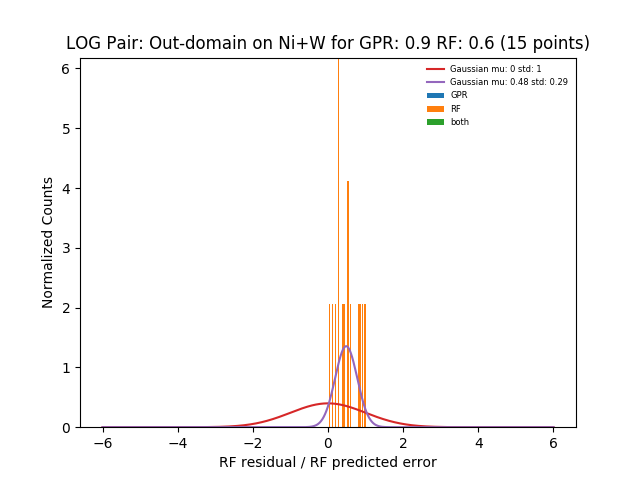 LOG Pair: Out-domain on Ni+W for GPR: 0.9 RF: 0.6 (15 points)
Gaussian mu: 0 std: 1
Gaussian mu: 0.48 std: 0.29
GPR
RF
both
Normalized Counts
6
5
4
3
2
1
0
−6 −4 −2 0 2 4 6
RF residual / RF predicted error